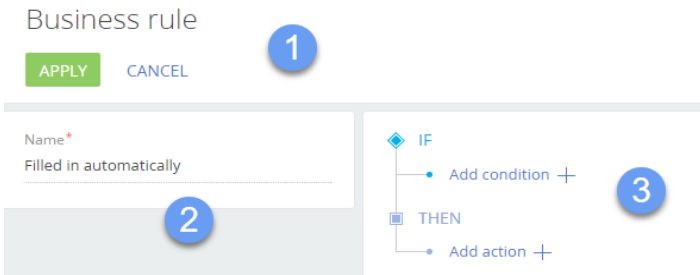 Business rule
1
APPLY CANCEL
Name*
Filled in automatically
2
IF
Add condition +
3
THEN
Add action +